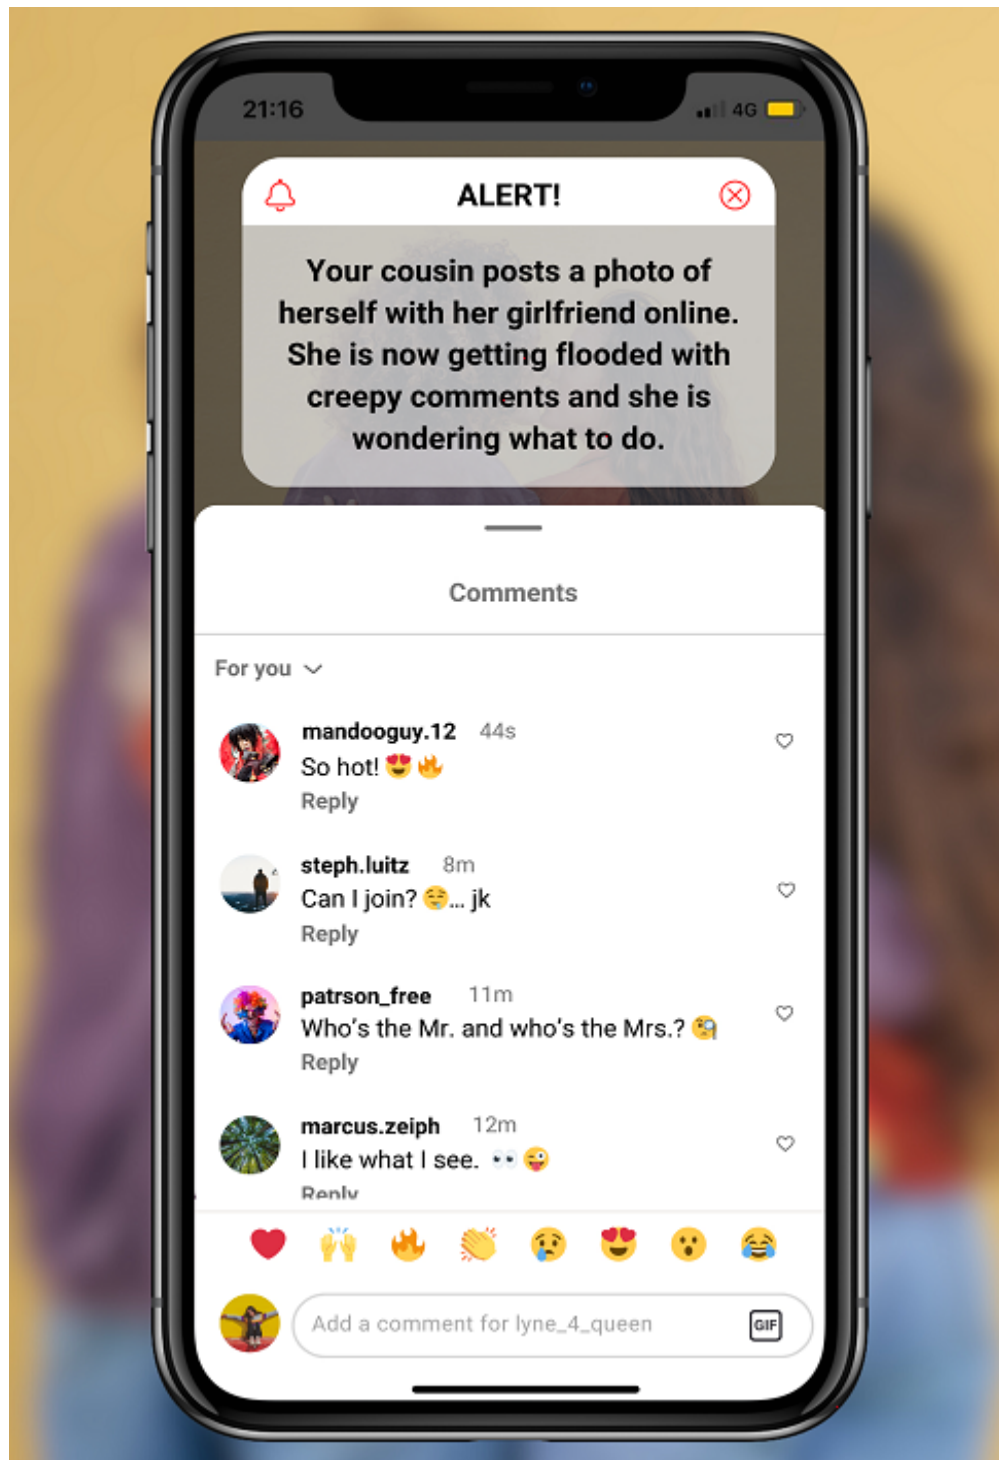 21:16
4G
ALERT!
Your cousin posts a photo of
herself with her girlfriend online.
She is now getting flooded with
creepy comments and she is
wondering what to do.
Comments
For you
mandooguy.12 44s
So hot! 😍🔥
Reply
steph.luitz 8m
Can I join? 🤤... jk
Reply
patrson_free 11m
Who's the Mr. and who's the Mrs.? 🧐
Reply
marcus.zeiph 12m
I like what I see. 👀😜
Reply
Add a comment for lyne_4_queen
GIF